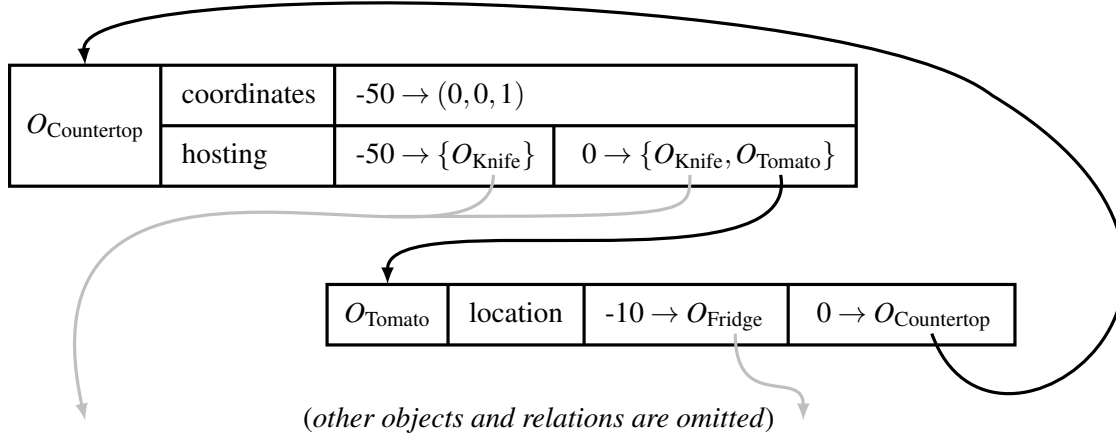 coordinates -50 → (0,0,1)
O_Countertop
hosting -50 → {O_Knife} 0 → {O_Knife, O_Tomato}
O_Tomato location -10 → O_Fridge 0 → O_Countertop
(other objects and relations are omitted)